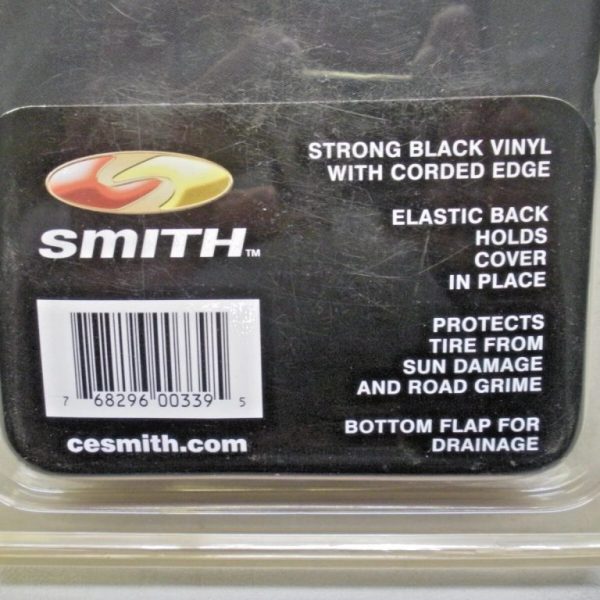 SMITH™
7 68296 00339 5
cesmith.com
STRONG BLACK VINYL
WITH CORDED EDGE
ELASTIC BACK
HOLDS
COVER
IN PLACE
PROTECTS
TIRE FROM
SUN DAMAGE
AND ROAD GRIME
BOTTOM FLAP FOR
DRAINAGE